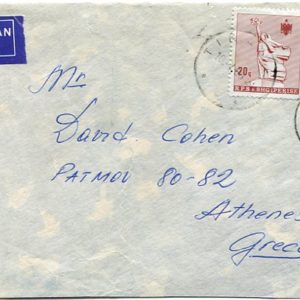 AN
20q
R.P.S. e SHQIPERISE
Mr
David Cohen
PATMOU 80-82
Athenes
Greece